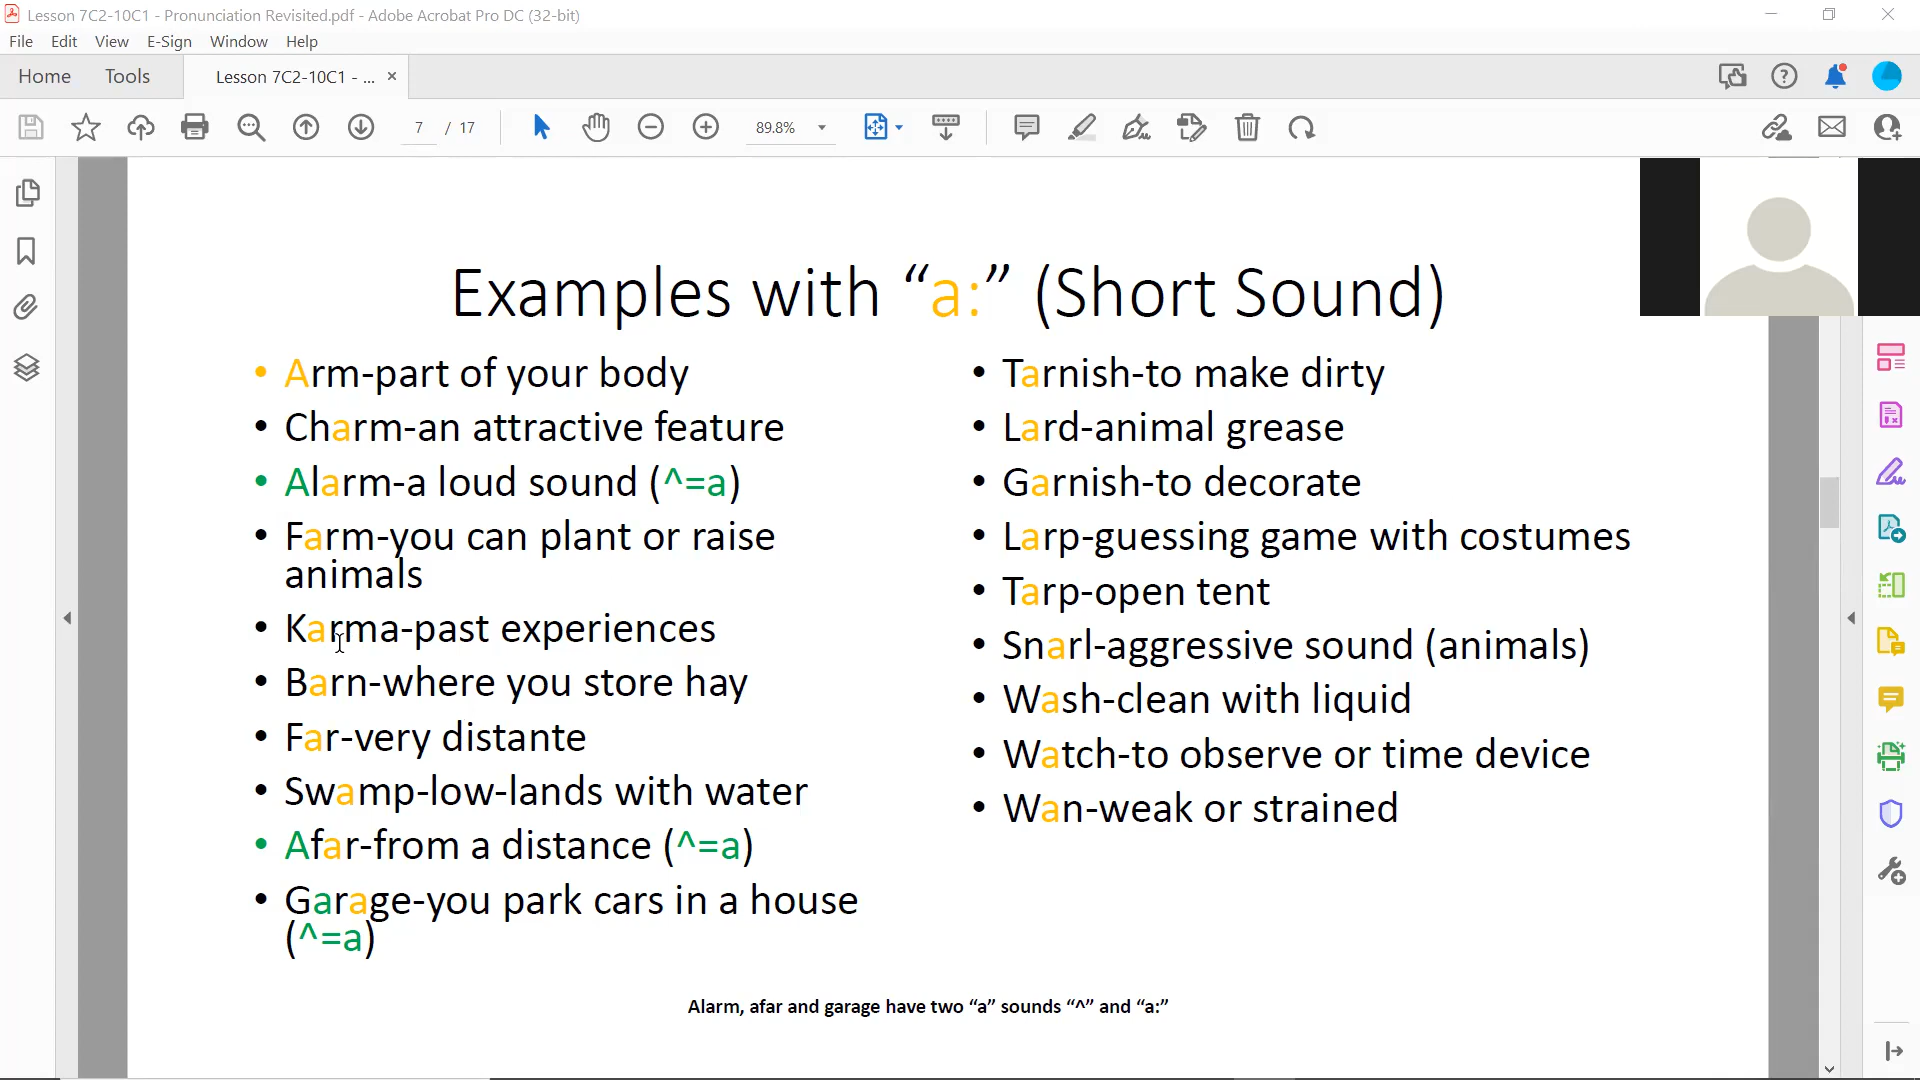 Lesson 7C2-10C1 - Pronunciation Revisited.pdf - Adobe Acrobat Pro DC (32-bit)
File Edit View E-Sign Window Help
Home Tools Lesson 7C2-10C1 - ... ×
7 / 17 89.8%
Examples with “a:” (Short Sound)
• Arm-part of your body
• Charm-an attractive feature
• Alarm-a loud sound (^=a)
• Farm-you can plant or raise
animals
• Karma-past experiences
• Barn-where you store hay
• Far-very distante
• Swamp-low-lands with water
• Afar-from a distance (^=a)
• Garage-you park cars in a house
(^=a)
• Tarnish-to make dirty
• Lard-animal grease
• Garnish-to decorate
• Larp-guessing game with costumes
• Tarp-open tent
• Snarl-aggressive sound (animals)
• Wash-clean with liquid
• Watch-to observe or time device
• Wan-weak or strained
Alarm, afar and garage have two “a” sounds “^” and “a:”